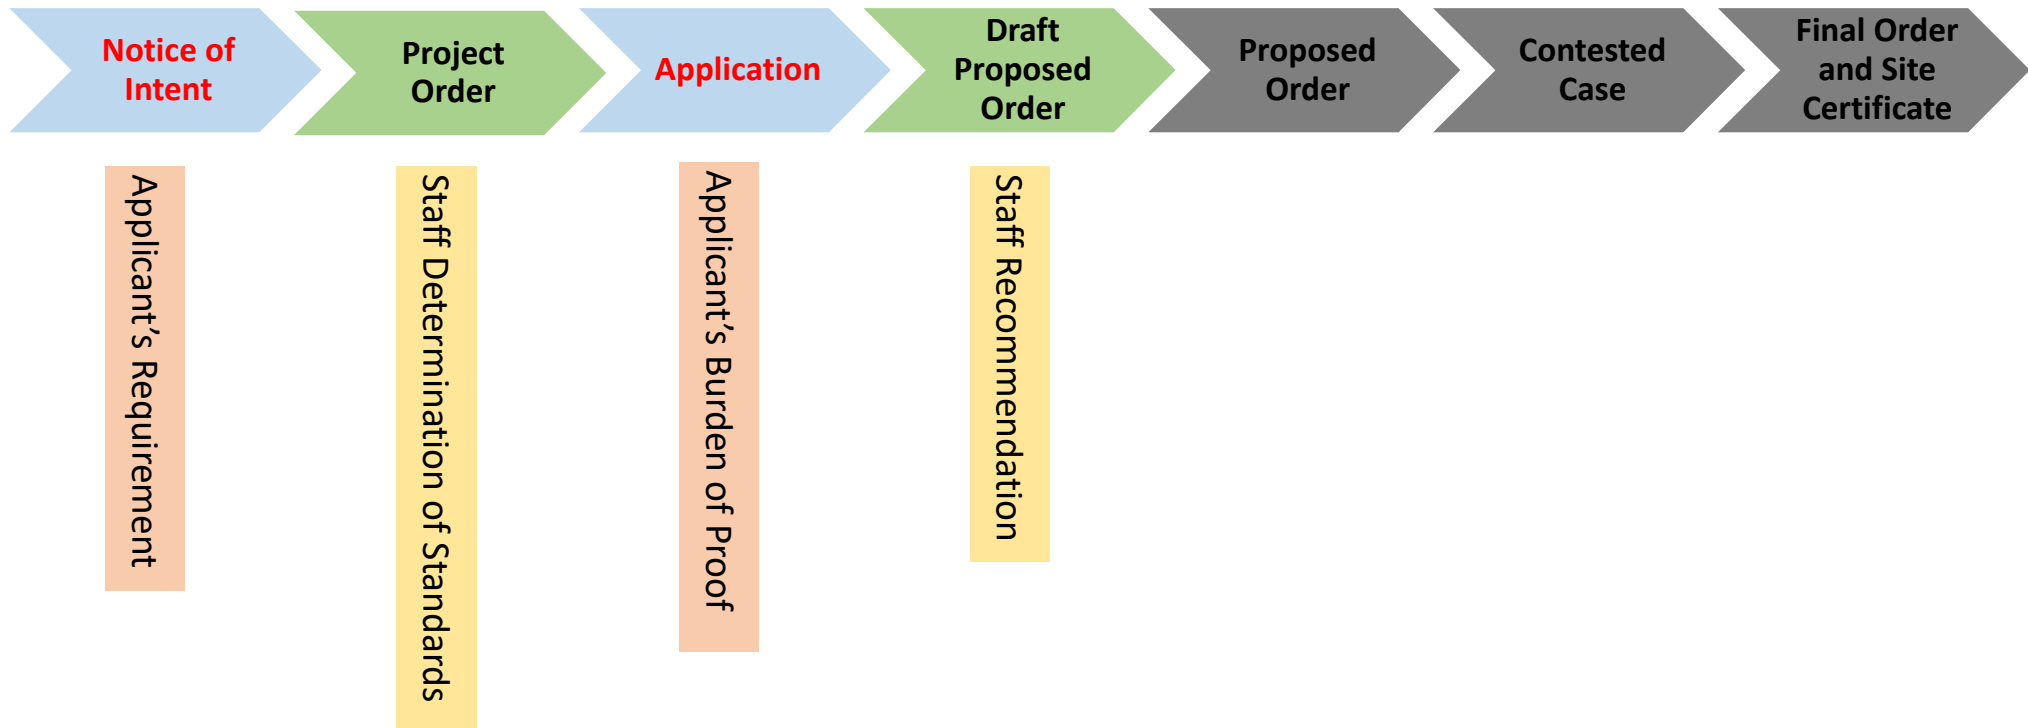 Notice of
Intent
Project
Order
Application
Draft
Proposed
Order
Proposed
Order
Contested
Case
Final Order
and Site
Certificate
Applicant’s Requirement
Staff Determination of Standards
Applicant’s Burden of Proof
Staff Recommendation